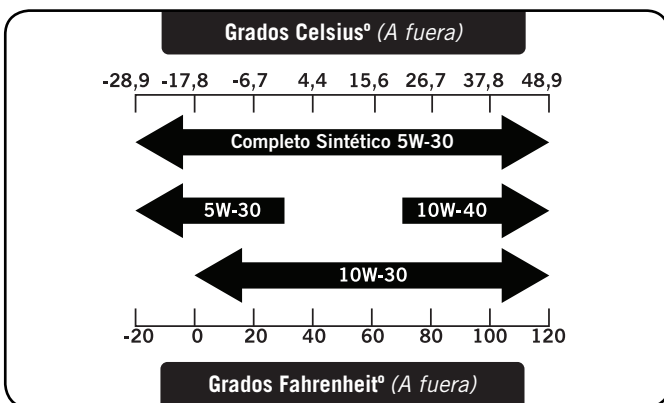 Grados Celsiusº (A fuera)
-28,9 -17,8 -6,7 4,4 15,6 26,7 37,8 48,9
Completo Sintético 5W-30
5W-30 10W-40
10W-30
-20 0 20 40 60 80 100 120
Grados Fahrenheitº (A fuera)